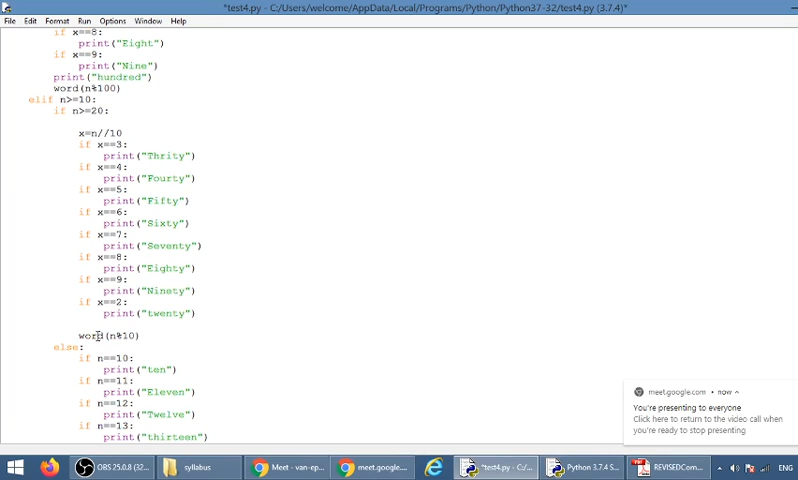 *test4.py - C:/Users/welcome/AppData/Local/Programs/Python/Python37-32/test4.py (3.7.4)*
File Edit Format Run Options Window Help
if x==8:
print("Eight")
if x==9:
print("Nine")
print("hundred")
word(n%100)
elif n>=10:
if n>=20:
x=n//10
if x==3:
print("Thrity")
if x==4:
print("Fourty")
if x==5:
print("Fifty")
if x==6:
print("Sixty")
if x==7:
print("Seventy")
if x==8:
print("Eighty")
if x==9:
print("Ninety")
if x==2:
print("twenty")
word(n%10)
else:
if n==10:
print("ten")
if n==11:
print("Eleven")
if n==12:
print("Twelve")
if n==13:
print("thirteen")
meet.google.com • now
You're presenting to everyone
Click here to return to the video call when
you're ready to stop presenting
OBS 25.0.8 (32... syllabus Meet - van-ep... meet.google.c... *test4.py - C:/... Python 3.7.4 S... REVISEDCom... ENG